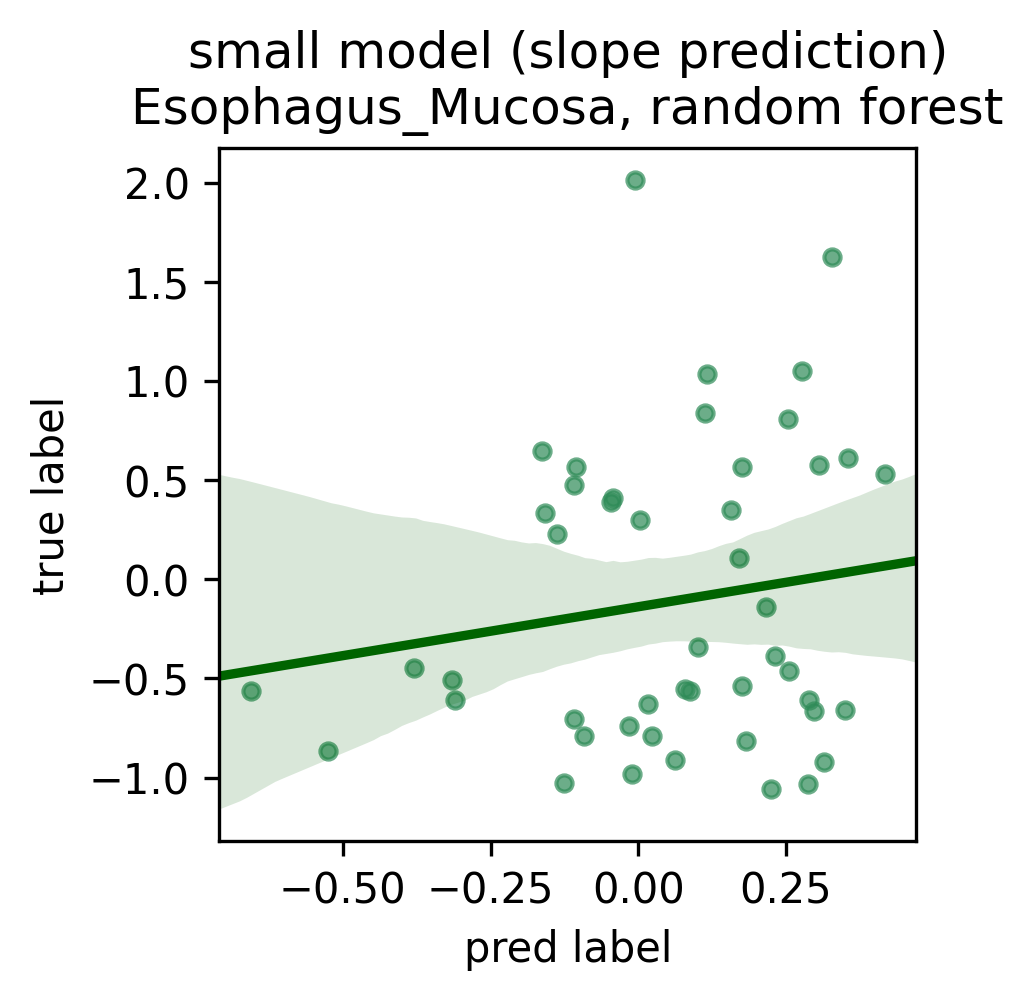 small model (slope prediction)
Esophagus_Mucosa, random forest
2.0
1.5
1.0
0.5
0.0
−0.5
−1.0
true label
−0.50 −0.25 0.00 0.25
pred label